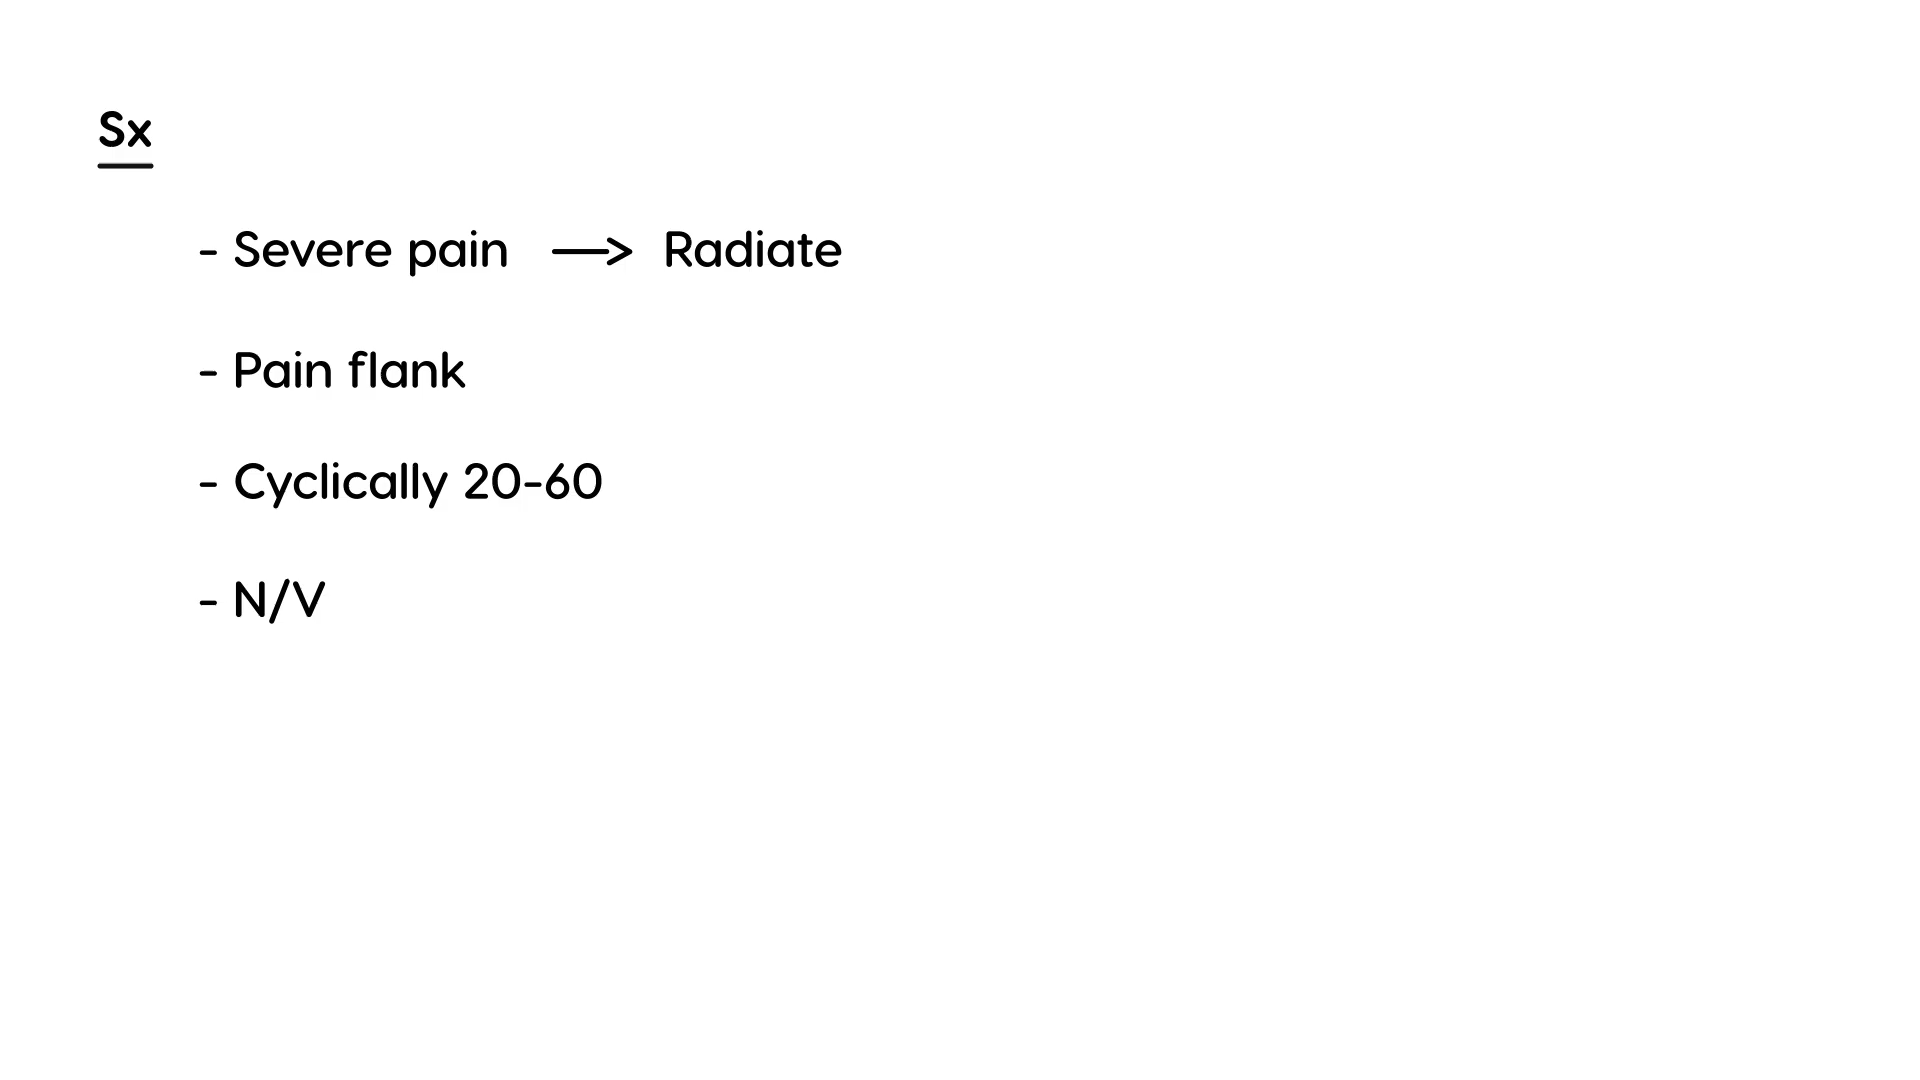 Sx
- Severe pain —> Radiate
- Pain flank
- Cyclically 20-60
- N/V